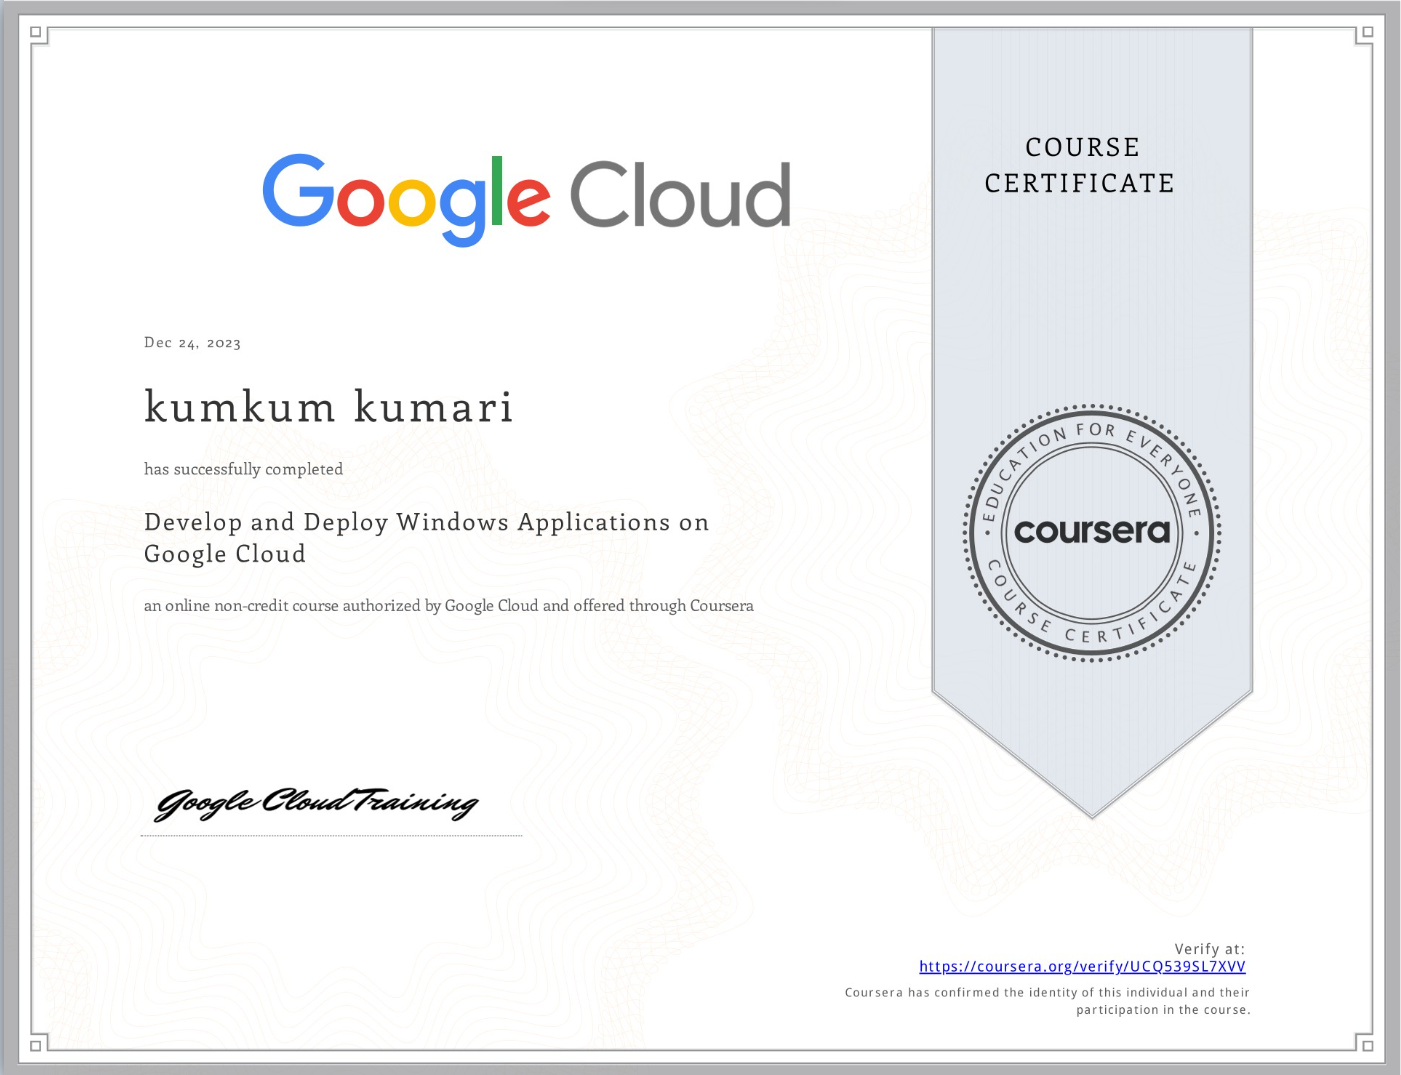 Google Cloud
COURSE
CERTIFICATE
Dec 24, 2023
kumkum kumari
has successfully completed
Develop and Deploy Windows Applications on
Google Cloud
an online non-credit course authorized by Google Cloud and offered through Coursera
EDUCATION FOR EVERYONE
coursera
COURSE CERTIFICATE
Google Cloud Training
Verify at:
https://coursera.org/verify/UCQ539SL7XVV
Coursera has confirmed the identity of this individual and their
participation in the course.